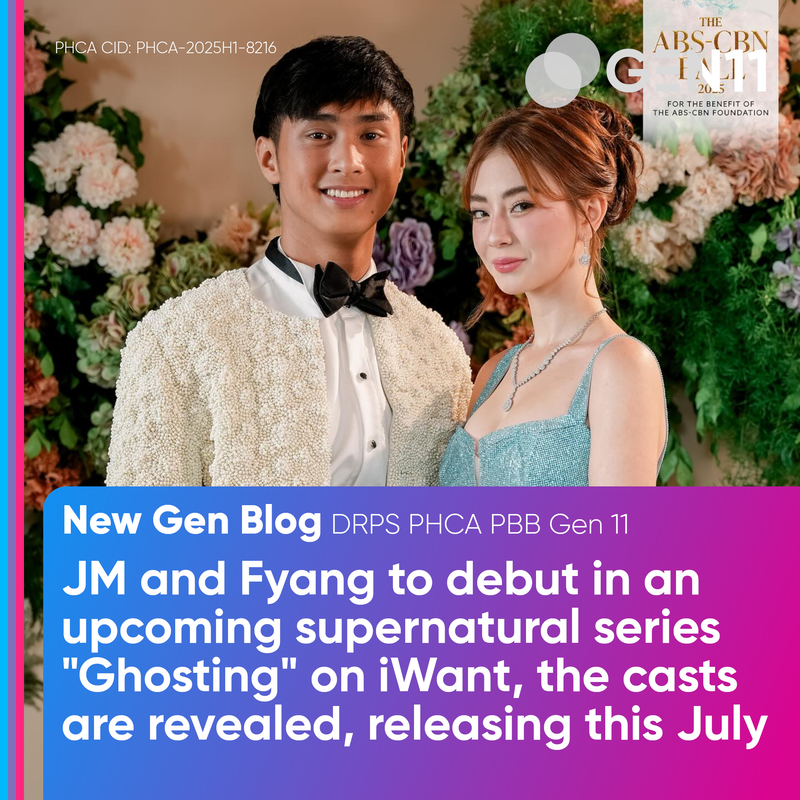 PHCA CID: PHCA-2025H1-8216
THE
ABS-CBN
BALL
2025
FOR THE BENEFIT OF
THE ABS-CBN FOUNDATION
GEN11
New Gen Blog DRPS PHCA PBB Gen 11
JM and Fyang to debut in an
upcoming supernatural series
"Ghosting" on iWant, the casts
are revealed, releasing this July